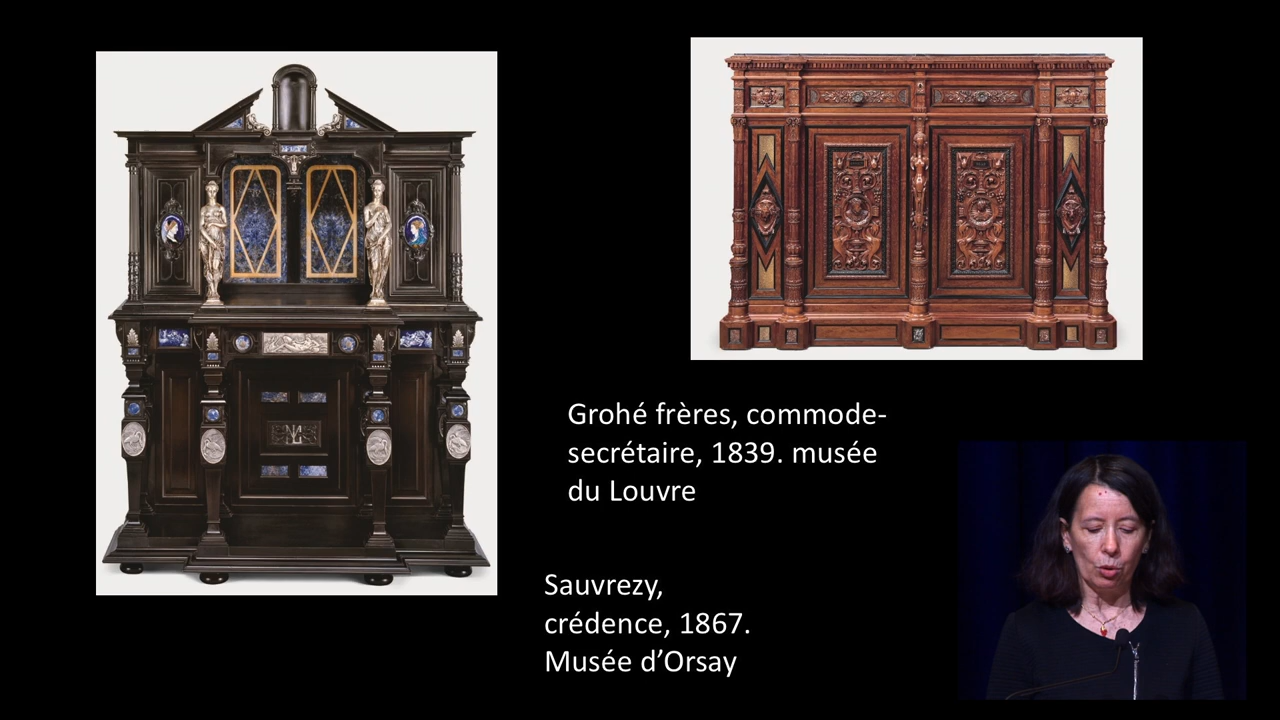 Grohé frères, commode-
secrétaire, 1839. musée
du Louvre
Sauvrezy,
crédence, 1867.
Musée d’Orsay